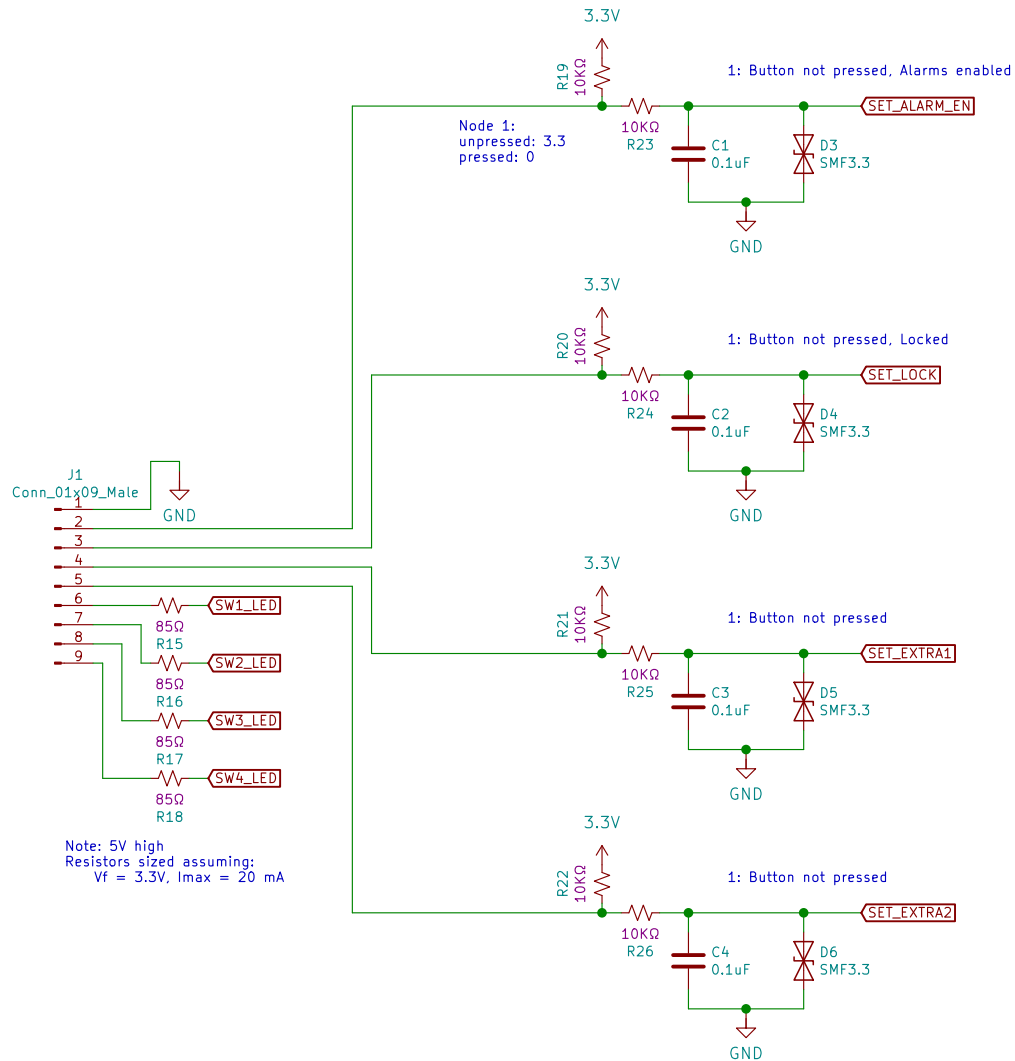 3.3V
R19
10KΩ
1: Button not pressed, Alarms enabled
SET_ALARM_EN
Node 1:
unpressed: 3.3
pressed: 0
10KΩ
R23
C1
0.1uF
D3
SMF3.3
GND
3.3V
R20
10KΩ
1: Button not pressed, Locked
SET_LOCK
10KΩ
R24
C2
0.1uF
D4
SMF3.3
GND
J1
Conn_01x09_Male
1
2
3
4
5
6
7
8
9
GND
SW1_LED
85Ω
R15
SW2_LED
85Ω
R16
SW3_LED
85Ω
R17
SW4_LED
85Ω
R18
Note: 5V high
Resistors sized assuming:
Vf = 3.3V, Imax = 20 mA
3.3V
R21
10KΩ
1: Button not pressed
SET_EXTRA1
10KΩ
R25
C3
0.1uF
D5
SMF3.3
GND
3.3V
R22
10KΩ
1: Button not pressed
SET_EXTRA2
10KΩ
R26
C4
0.1uF
D6
SMF3.3
GND